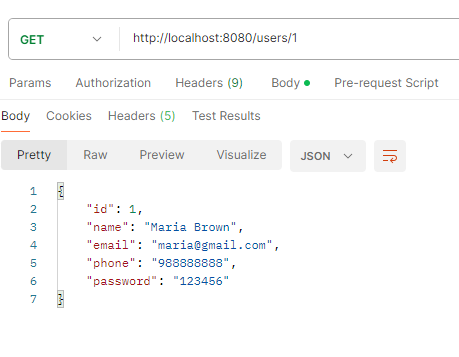 GET http://localhost:8080/users/1
Params Authorization Headers (9) Body Pre-request Script
Body Cookies Headers (5) Test Results
Pretty Raw Preview Visualize JSON
1 {
2 "id": 1,
3 "name": "Maria Brown",
4 "email": "maria@gmail.com",
5 "phone": "988888888",
6 "password": "123456"
7 }